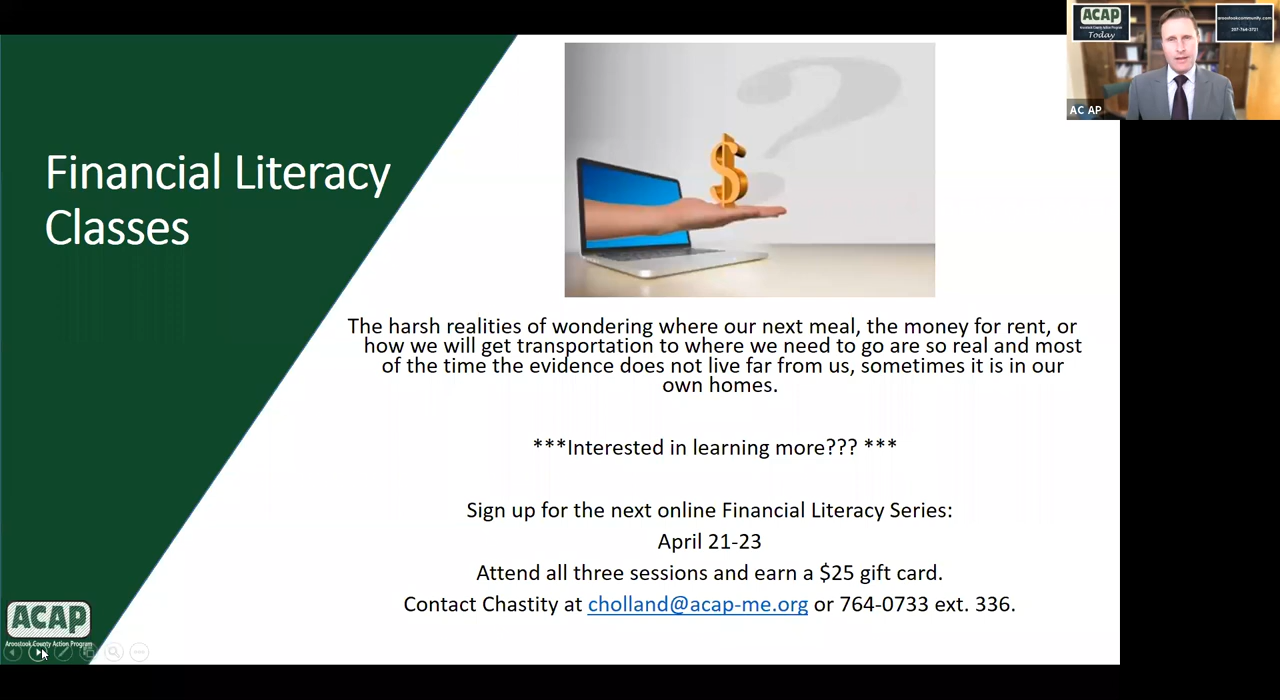 Financial Literacy
Classes
The harsh realities of wondering where our next meal, the money for rent, or
how we will get transportation to where we need to go are so real and most
of the time the evidence does not live far from us, sometimes it is in our
own homes.
***Interested in learning more??? ***
Sign up for the next online Financial Literacy Series:
April 21-23
Attend all three sessions and earn a $25 gift card.
Contact Chastity at cholland@acap-me.org or 764-0733 ext. 336.
ACAP
Aroostook County Action Program
ACAP
Aroostook County Action Program
Today
aroostookcommunity.com
207-764-3721
AC AP